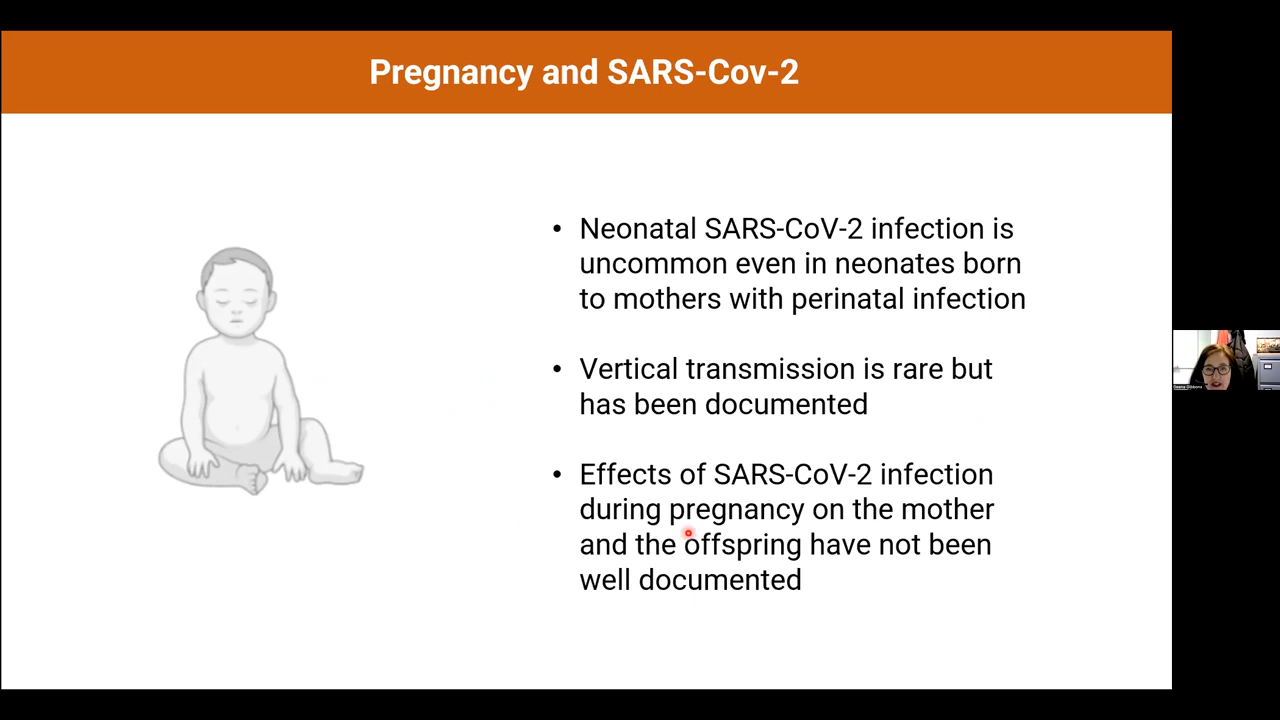 Pregnancy and SARS-Cov-2
• Neonatal SARS-CoV-2 infection is
uncommon even in neonates born
to mothers with perinatal infection
• Vertical transmission is rare but
has been documented
• Effects of SARS-CoV-2 infection
during pregnancy on the mother
and the offspring have not been
well documented
Deena Gibbons